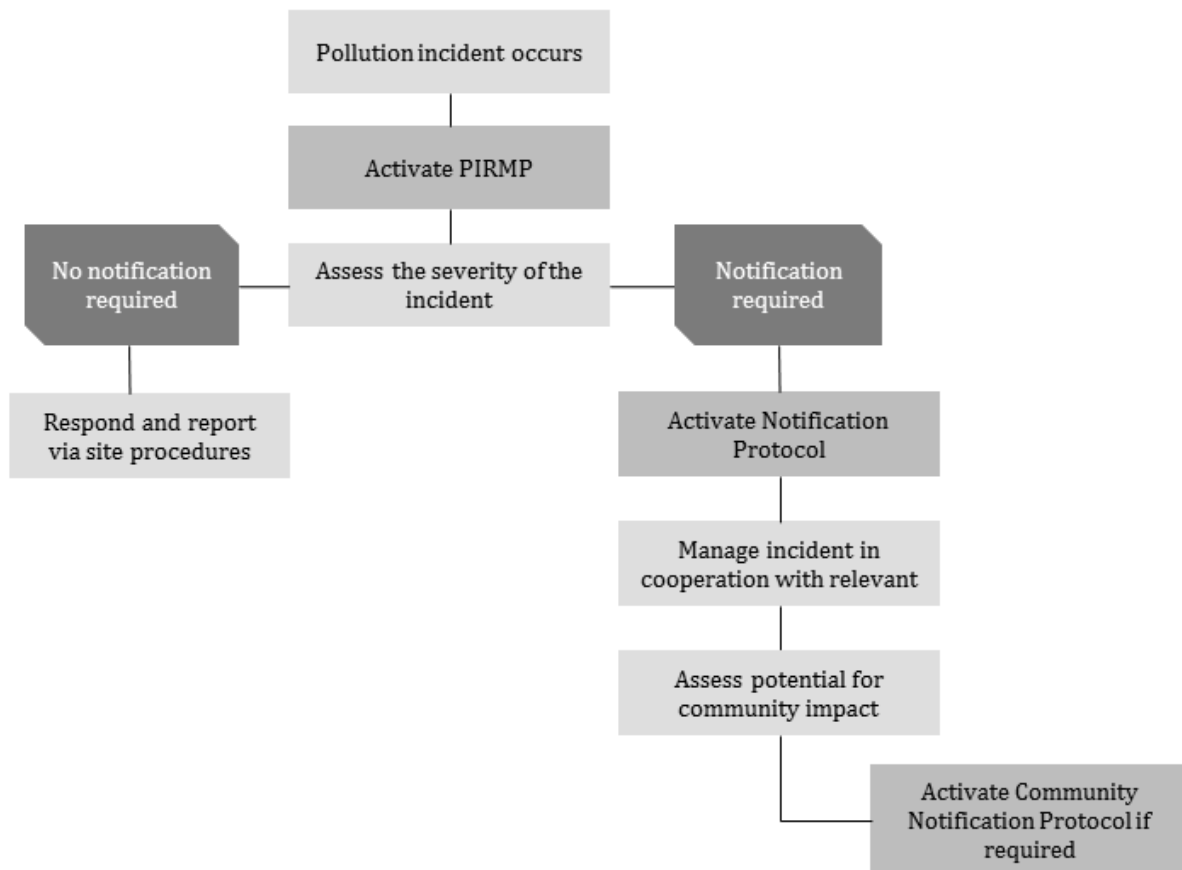 Pollution incident occurs
Activate PIRMP
No notification
required
Assess the severity of the
incident
Notification
required
Respond and report
via site procedures
Activate Notification
Protocol
Manage incident in
cooperation with relevant
Assess potential for
community impact
Activate Community
Notification Protocol if
required